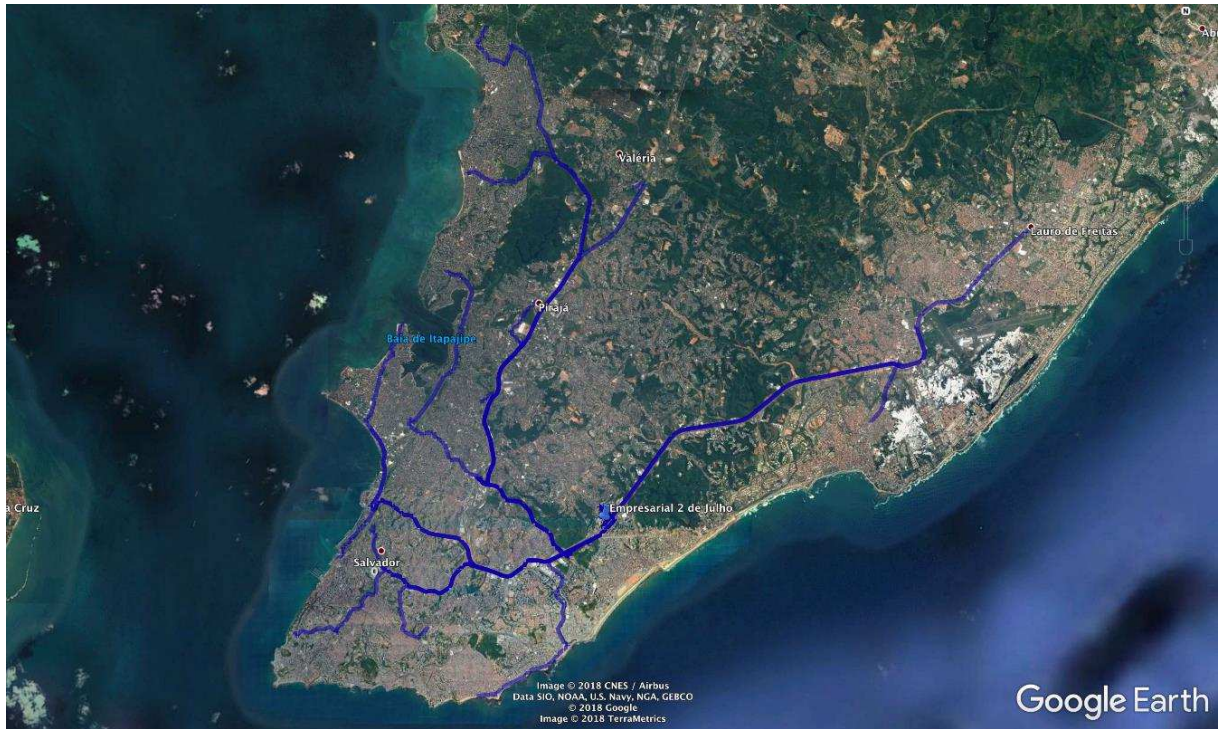 N
Valéria
Lauro de Freitas
Pirajá
Baía de Itapajipe
Empresarial 2 de Julho
a Cruz
Salvador
Image © 2018 CNES / Airbus
Data SIO, NOAA, U.S. Navy, NGA, GEBCO
© 2018 Google
Image © 2018 TerraMetrics
Google Earth